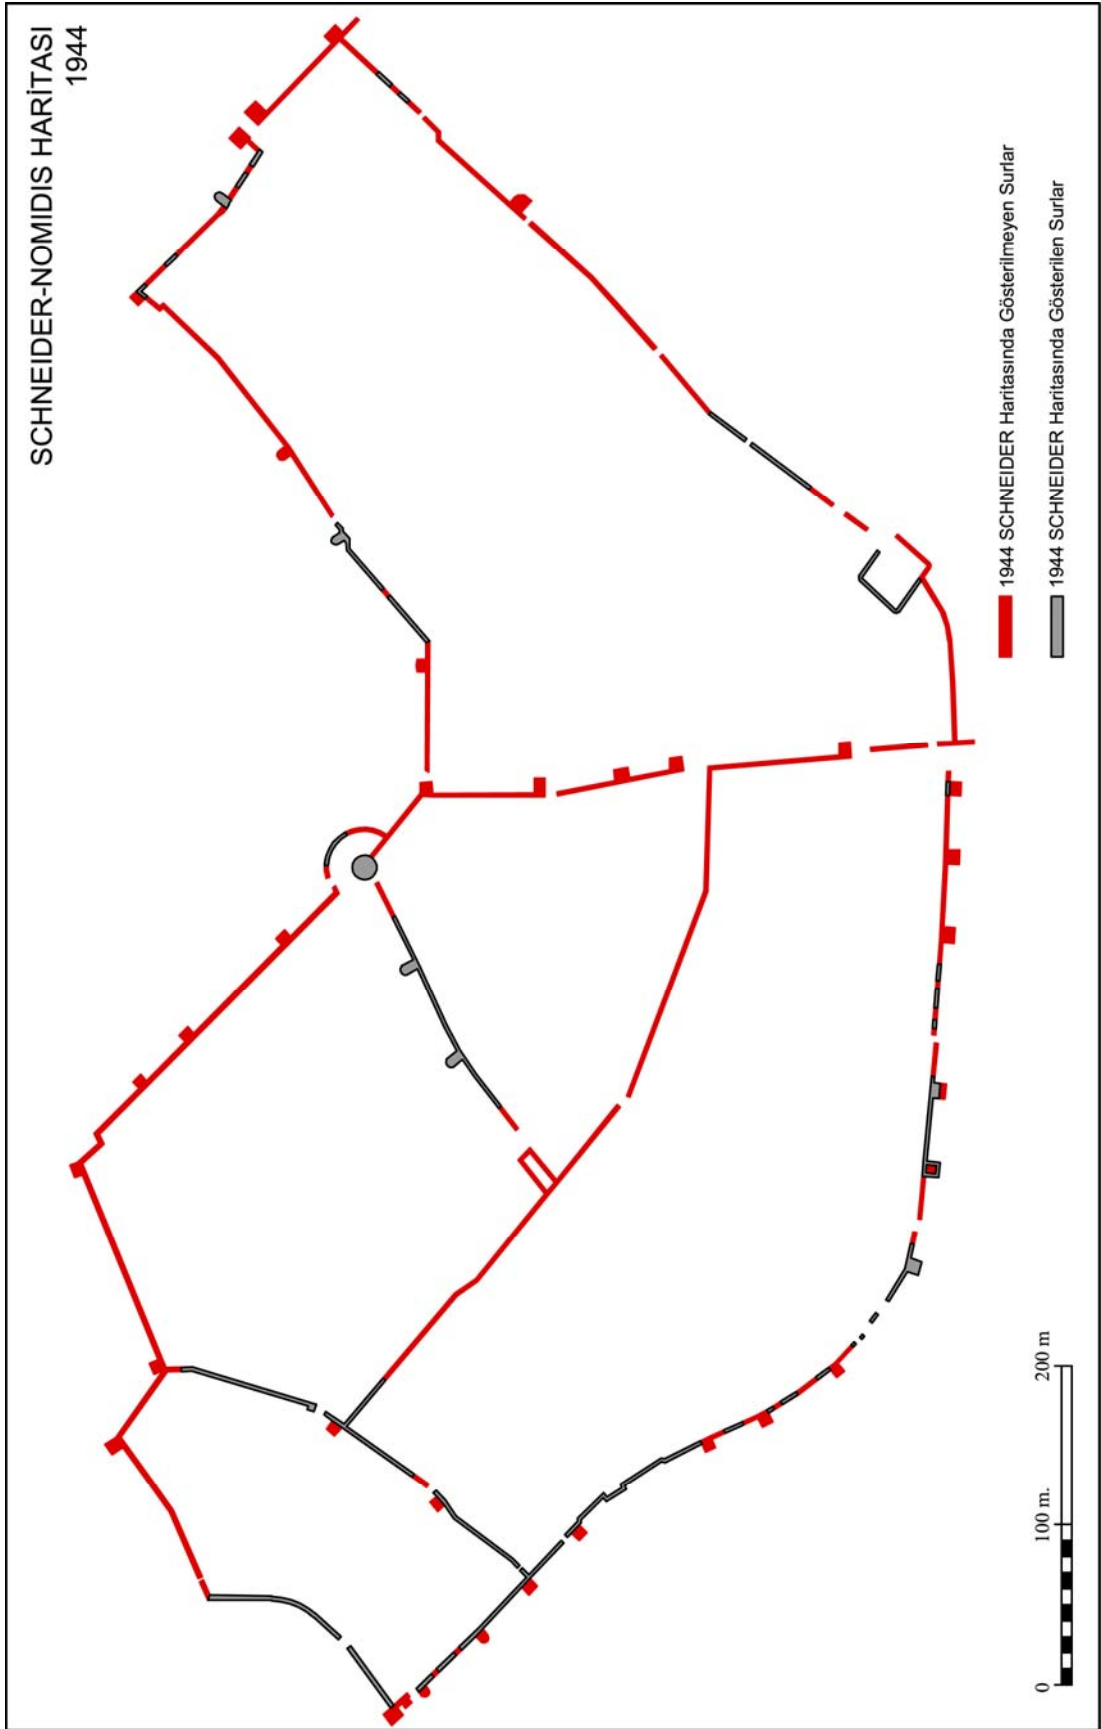 SCHNEIDER-NOMIDIS HARİTASI
1944
1944 SCHNEIDER Haritasında Gösterilmeyen Surlar
1944 SCHNEIDER Haritasında Gösterilen Surlar
0 100 m. 200 m